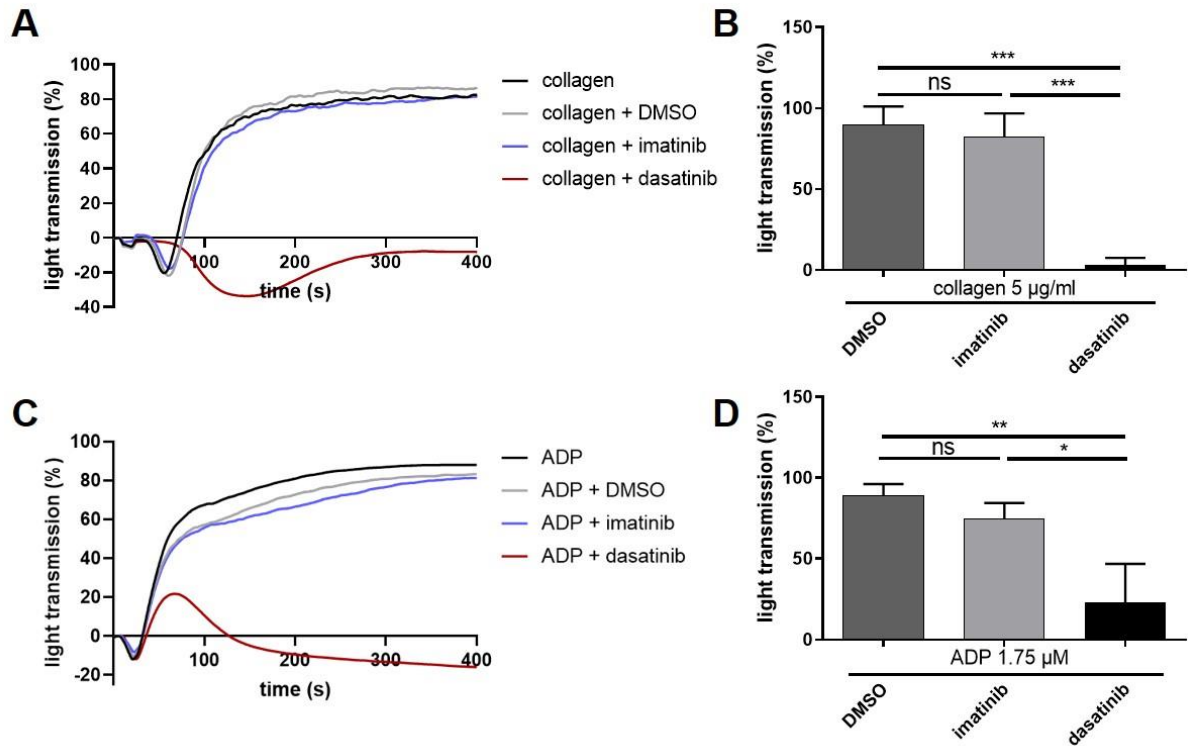 A
light transmission (%)
100
80
60
40
20
0
-20
-40
100
200
300
400
time (s)
collagen
collagen + DMSO
collagen + imatinib
collagen + dasatinib
B
light transmission (%)
150
100
50
0
***
ns
***
collagen 5 µg/ml
DMSO
imatinib
dasatinib
C
light transmission (%)
100
80
60
40
20
0
-20
100
200
300
400
time (s)
ADP
ADP + DMSO
ADP + imatinib
ADP + dasatinib
D
light transmission (%)
150
100
50
0
**
ns
*
ADP 1.75 µM
DMSO
imatinib
dasatinib